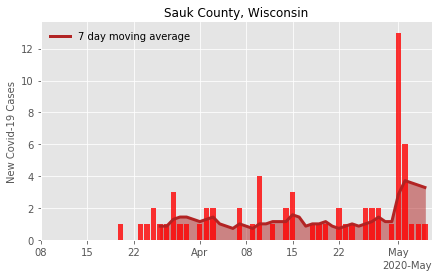 Sauk County, Wisconsin
7 day moving average
New Covid-19 Cases
12
10
8
6
4
2
0
08 15 22 Apr 08 15 22 May
2020-May